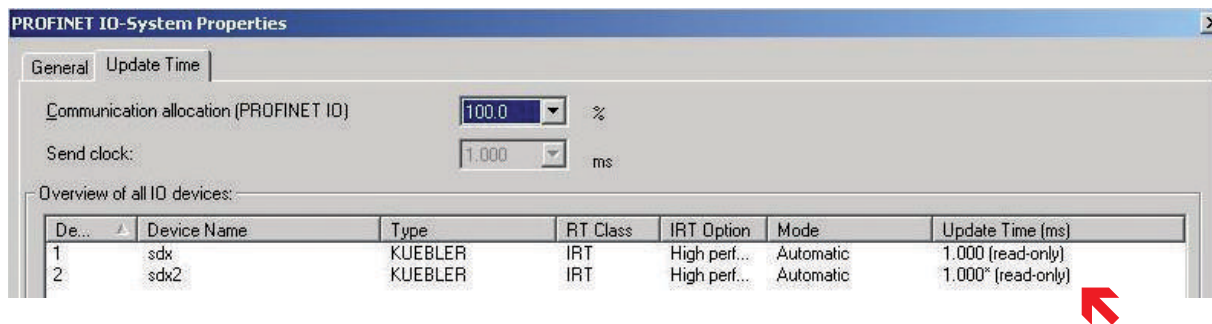 PROFINET IO-System Properties
General Update Time
Communication allocation (PROFINET IO) 100.0 %
Send clock: 1.000 ms
Overview of all IO devices:
De... Device Name Type RT Class IRT Option Mode Update Time (ms)
1 sdx KUEBLER IRT High perf... Automatic 1.000 (read-only)
2 sdx2 KUEBLER IRT High perf... Automatic 1.000* (read-only)